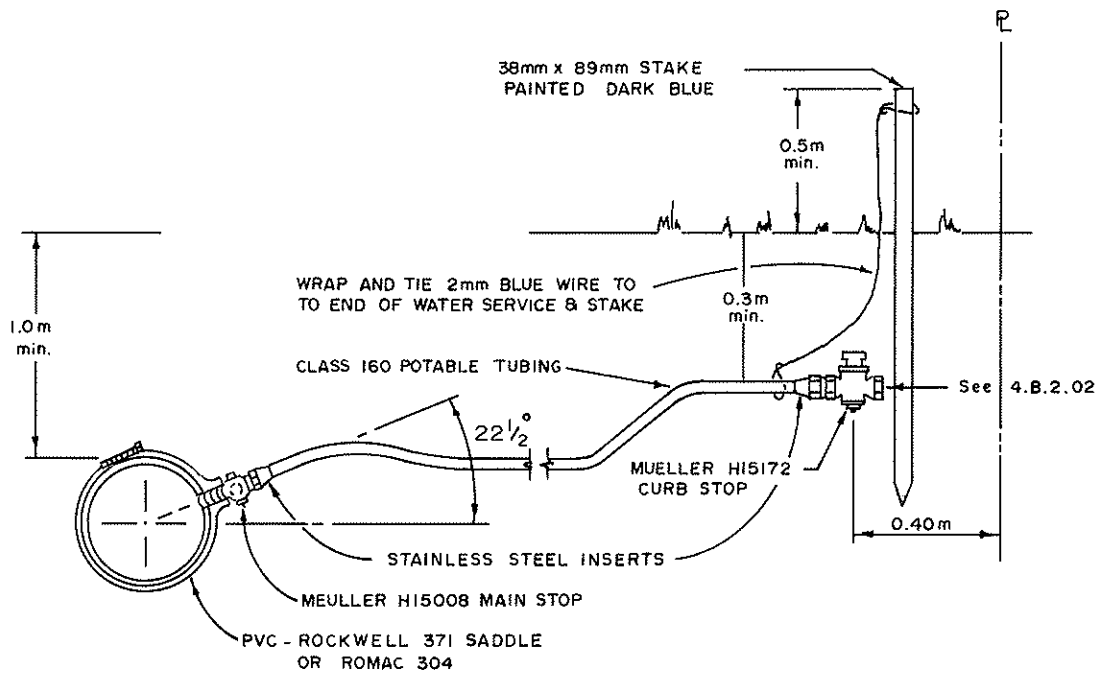 PL
38mm x 89mm STAKE
PAINTED DARK BLUE
0.5m
min.
WRAP AND TIE 2mm BLUE WIRE TO
TO END OF WATER SERVICE & STAKE
0.3m
min.
1.0m
min.
CLASS 160 POTABLE TUBING
See 4.B.2.02
22½°
MUELLER H15172
CURB STOP
0.40m
STAINLESS STEEL INSERTS
MEULLER H15008 MAIN STOP
PVC - ROCKWELL 371 SADDLE
OR ROMAC 304